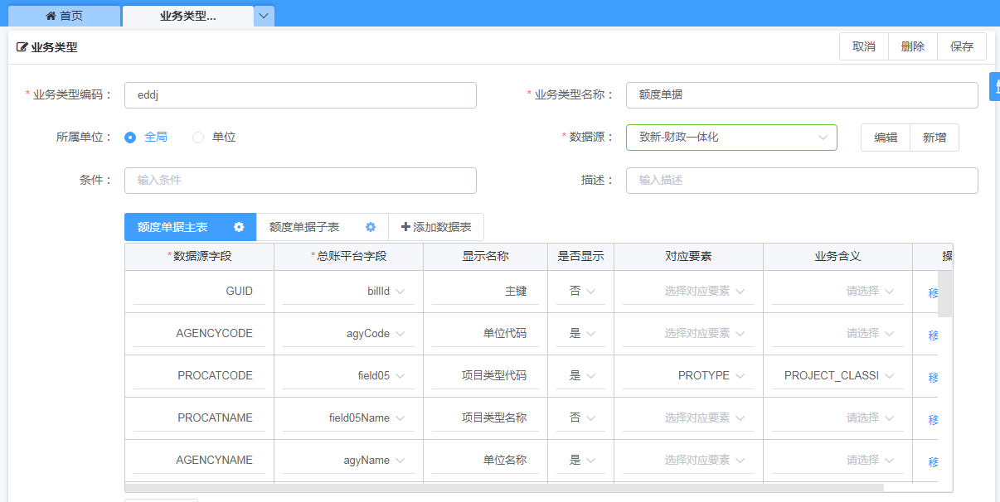 首页 业务类型...
业务类型 取消 删除 保存
* 业务类型编码： eddj * 业务类型名称： 额度单据
所属单位： 全局 单位 * 数据源： 致新-财政一体化 编辑 新增
条件： 输入条件 描述： 输入描述
额度单据主表 额度单据子表 添加数据表
*数据源字段 *总账平台字段 显示名称 是否显示 对应要素 业务含义 操
GUID billId 主键 否 选择对应要素 请选择 移
AGENCYCODE agyCode 单位代码 是 选择对应要素 请选择 移
PROCATCODE field05 项目类型代码 是 PROTYPE PROJECT_CLASSI 移
PROCATNAME field05Name 项目类型名称 否 选择对应要素 请选择 移
AGENCYNAME agyName 单位名称 是 选择对应要素 请选择 移